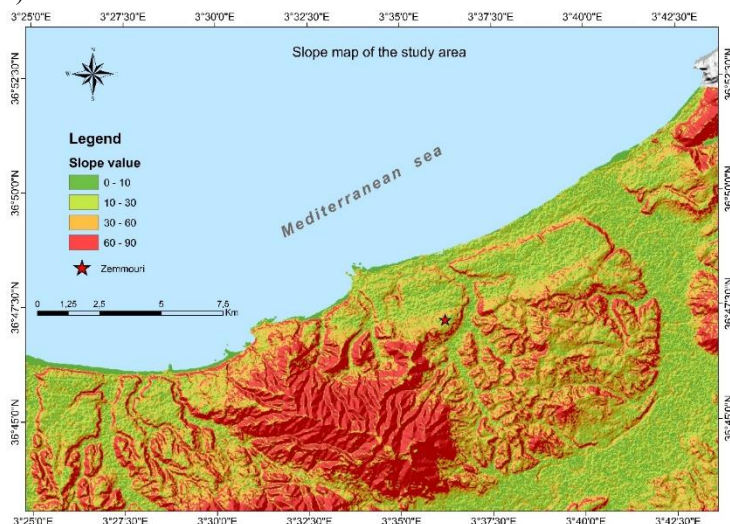 )
3°25'0"E 3°27'30"E 3°30'0"E 3°32'30"E 3°35'0"E 3°37'30"E 3°40'0"E 3°42'30"E
Slope map of the study area
N
W E
S
36°52'30"N
36°52'30"N
Legend
Slope value
0 - 10
10 - 30
30 - 60
60 - 90
Zemmouri
Mediterranean sea
36°50'0"N
36°50'0"N
0 1,25 2,5 5 7,5
Km
36°47'30"N
36°47'30"N
36°45'0"N
36°45'0"N
3°25'0"E 3°27'30"E 3°30'0"E 3°32'30"E 3°35'0"E 3°37'30"E 3°40'0"E 3°42'30"E